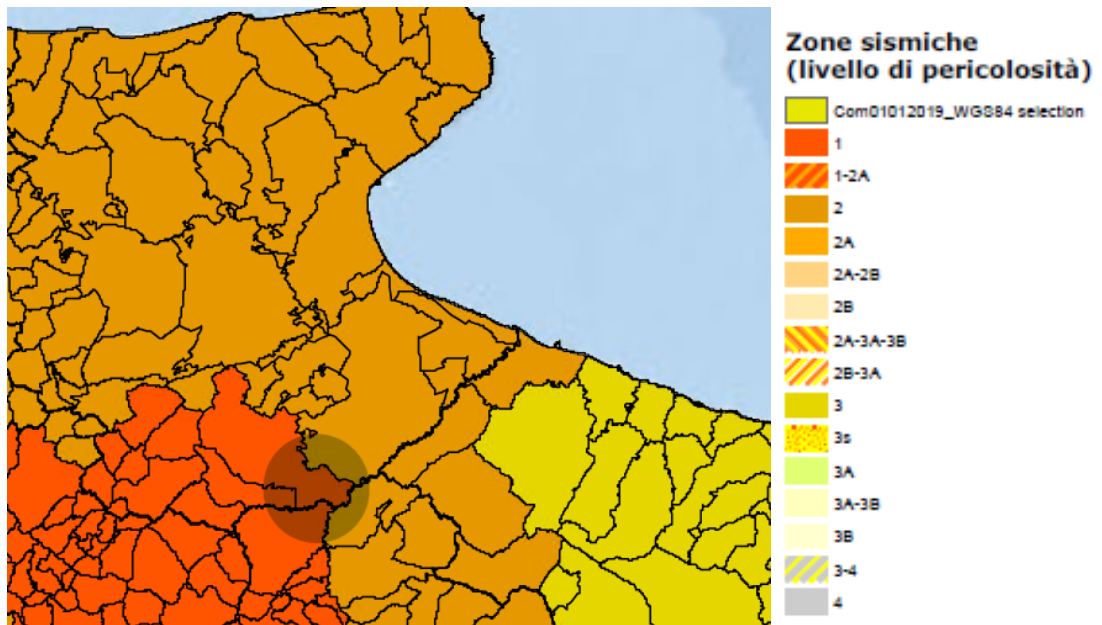 Zone sismiche
(livello di pericolosità)
Com01012019_WGS84 selection
1
1-2A
2
2A
2A-2B
2B
2A-3A-3B
2B-3A
3
3s
3A
3A-3B
3B
3-4
4